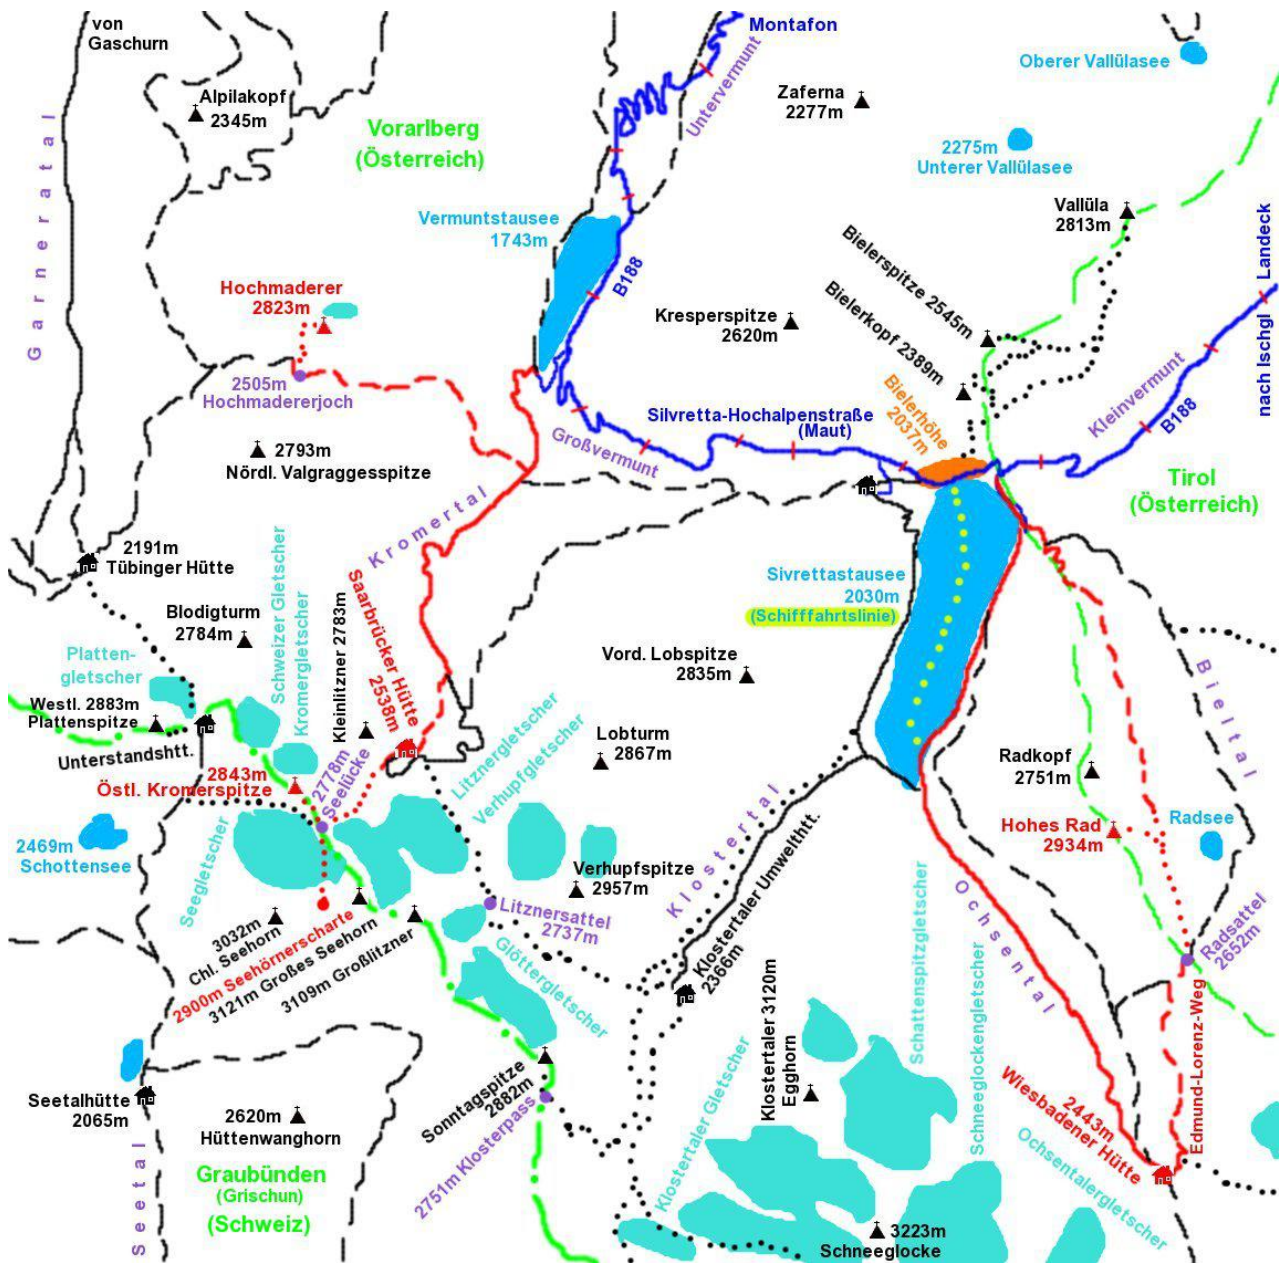 von
Gaschurn
Montafon
Alpilakopf
2345m
Untervermunt
Zaferna
2277m
Oberer Vallülasee
Vorarlberg
(Österreich)
2275m
Unterer Vallülasee
Garneratal
Vermuntstausee
1743m
Vallüla
2813m
Bielerspitze 2545m
B188
nach Ischgl Landeck
Hochmaderer
2823m
Bielerkopf 2389m
Kresperspitze
2620m
2505m
Hochmadererjoch
Bielerhöhe
2037m
Kleinvermunt
B188
Silvretta-Hochalpenstraße
(Maut)
Großvermunt
2793m
Nördl. Valgraggesspitze
Tirol
(Österreich)
Kromertal
2191m
Tübinger Hütte
Sivrettastausee
2030m
(Schifffahrtslinie)
Blodigturm
2784m
Schweizer Gletscher
Kromergletscher
Kleinlitzner 2783m
Saarbrücker Hütte
2538m
Platten-
gletscher
Vord. Lobspitze
2835m
Bieltal
Westl. 2883m
Plattenspitze
Unterstandshtt.
Litznergletscher
Verhupfgletscher
Lobturm
2867m
2843m
Östl. Kromerspitze
2778m
Seelücke
Radkopf
2751m
Hohes Rad
2934m
Radsee
2469m
Schottensee
Seegletscher
Klostertal
Klostertaler Umwelthtt.
2366m
Verhupfspitze
2957m
Ochsental
Litznersattel
2737m
Radsattel
2652m
3032m
Chl. Seehorn
2900m Seehörnerscharte
3121m Großes Seehorn
3109m Großlitzner
Glöttergletscher
Schattenspitzgletscher
Schneeglockengletscher
Klostertaler 3120m
Egghorn
Edmund-Lorenz-Weg
Klostertaler Gletscher
Wiesbadener Hütte
2443m
Ochsentalergletscher
Seetalhütte
2065m
2620m
Hüttenwanghorn
Sonntagspitze
2882m
2751m Klosterpass
Seetal
Graubünden
(Grischun)
(Schweiz)
3223m
Schneeglocke